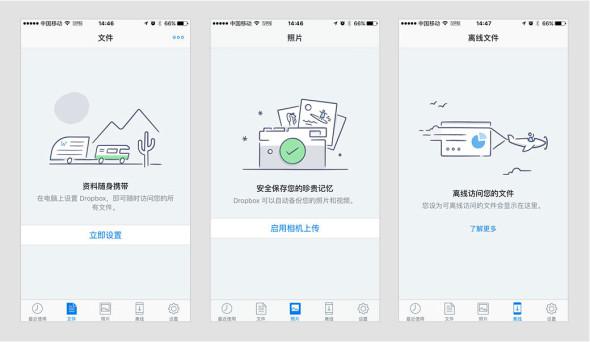 中国移动 14:46 66%
文件
资料随身携带
在电脑上设置 Dropbox，即可随时访问您的所
有文件。
立即设置
最近使用 文件 照片 离线 设置
中国移动 14:46 66%
照片
安全保存您的珍贵记忆
Dropbox 可以自动备份您的照片和视频。
启用相机上传
最近使用 文件 照片 离线 设置
中国移动 14:47 66%
离线文件
离线访问您的文件
您设为可离线访问的文件会显示在这里。
了解更多
最近使用 文件 照片 离线 设置